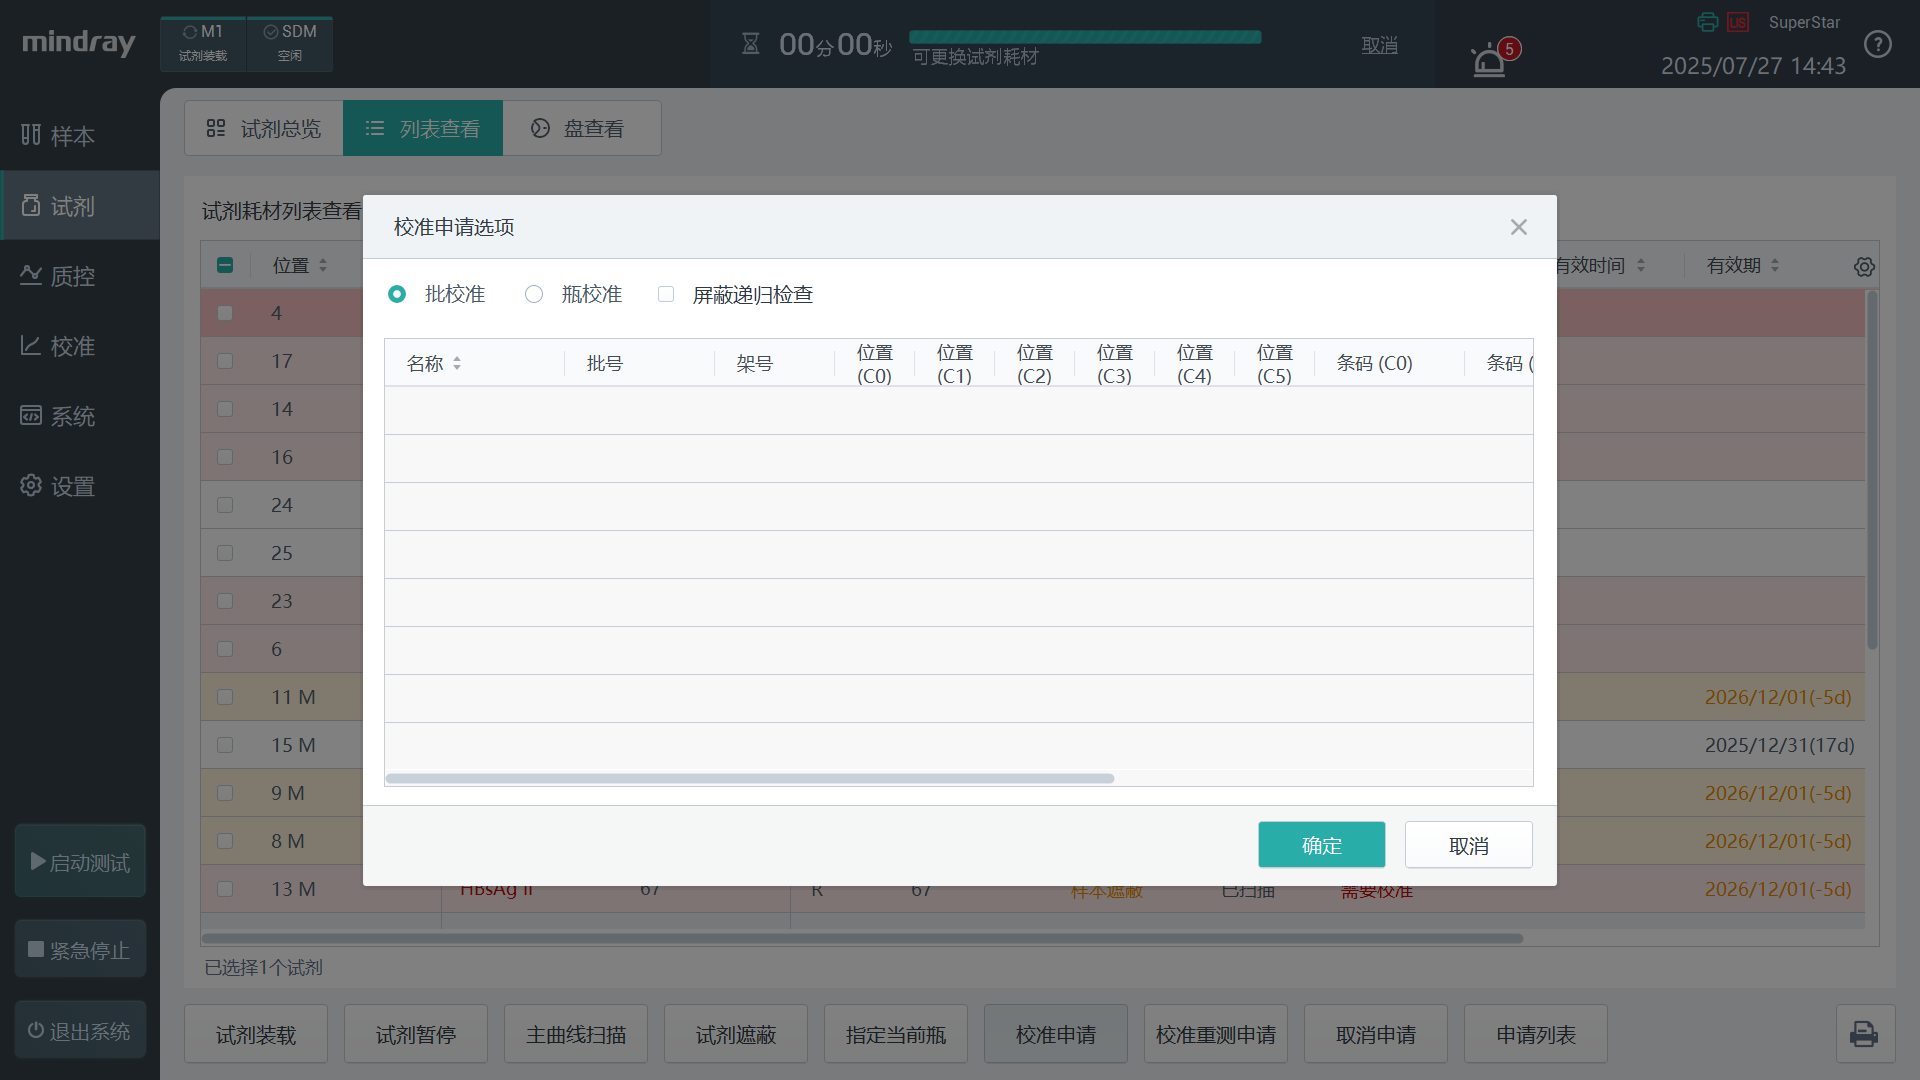 mindray
M1
试剂装载
SDM
空闲
00分00秒
可更换试剂耗材
取消
5
LIS
SuperStar
2025/07/27 14:43
?
样本
试剂
质控
校准
系统
设置
启动测试
紧急停止
退出系统
试剂总览
列表查看
盘查看
试剂耗材列表查看
位置
有效时间
有效期
4
17
14
16
24
25
23
6
11 M
2026/12/01(-5d)
15 M
2025/12/31(17d)
9 M
2026/12/01(-5d)
8 M
2026/12/01(-5d)
13 M
HBsAg II
67
R
67
样本遮蔽
已扫描
需要校准
2026/12/01(-5d)
校准申请选项
批校准
瓶校准
屏蔽递归检查
名称
批号
架号
位置 (C0)
位置 (C1)
位置 (C2)
位置 (C3)
位置 (C4)
位置 (C5)
条码 (C0)
条码 (
确定
取消
已选择1个试剂
试剂装载
试剂暂停
主曲线扫描
试剂遮蔽
指定当前瓶
校准申请
校准重测申请
取消申请
申请列表